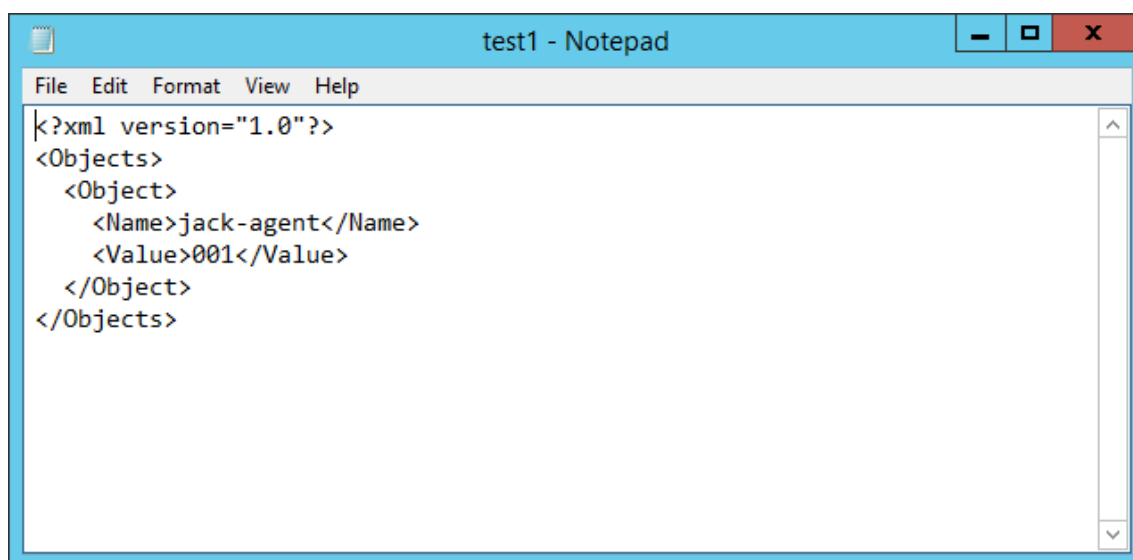 test1 - Notepad
File Edit Format View Help
<?xml version="1.0"?>
<Objects>
  <Object>
    <Name>jack-agent</Name>
    <Value>001</Value>
  </Object>
</Objects>